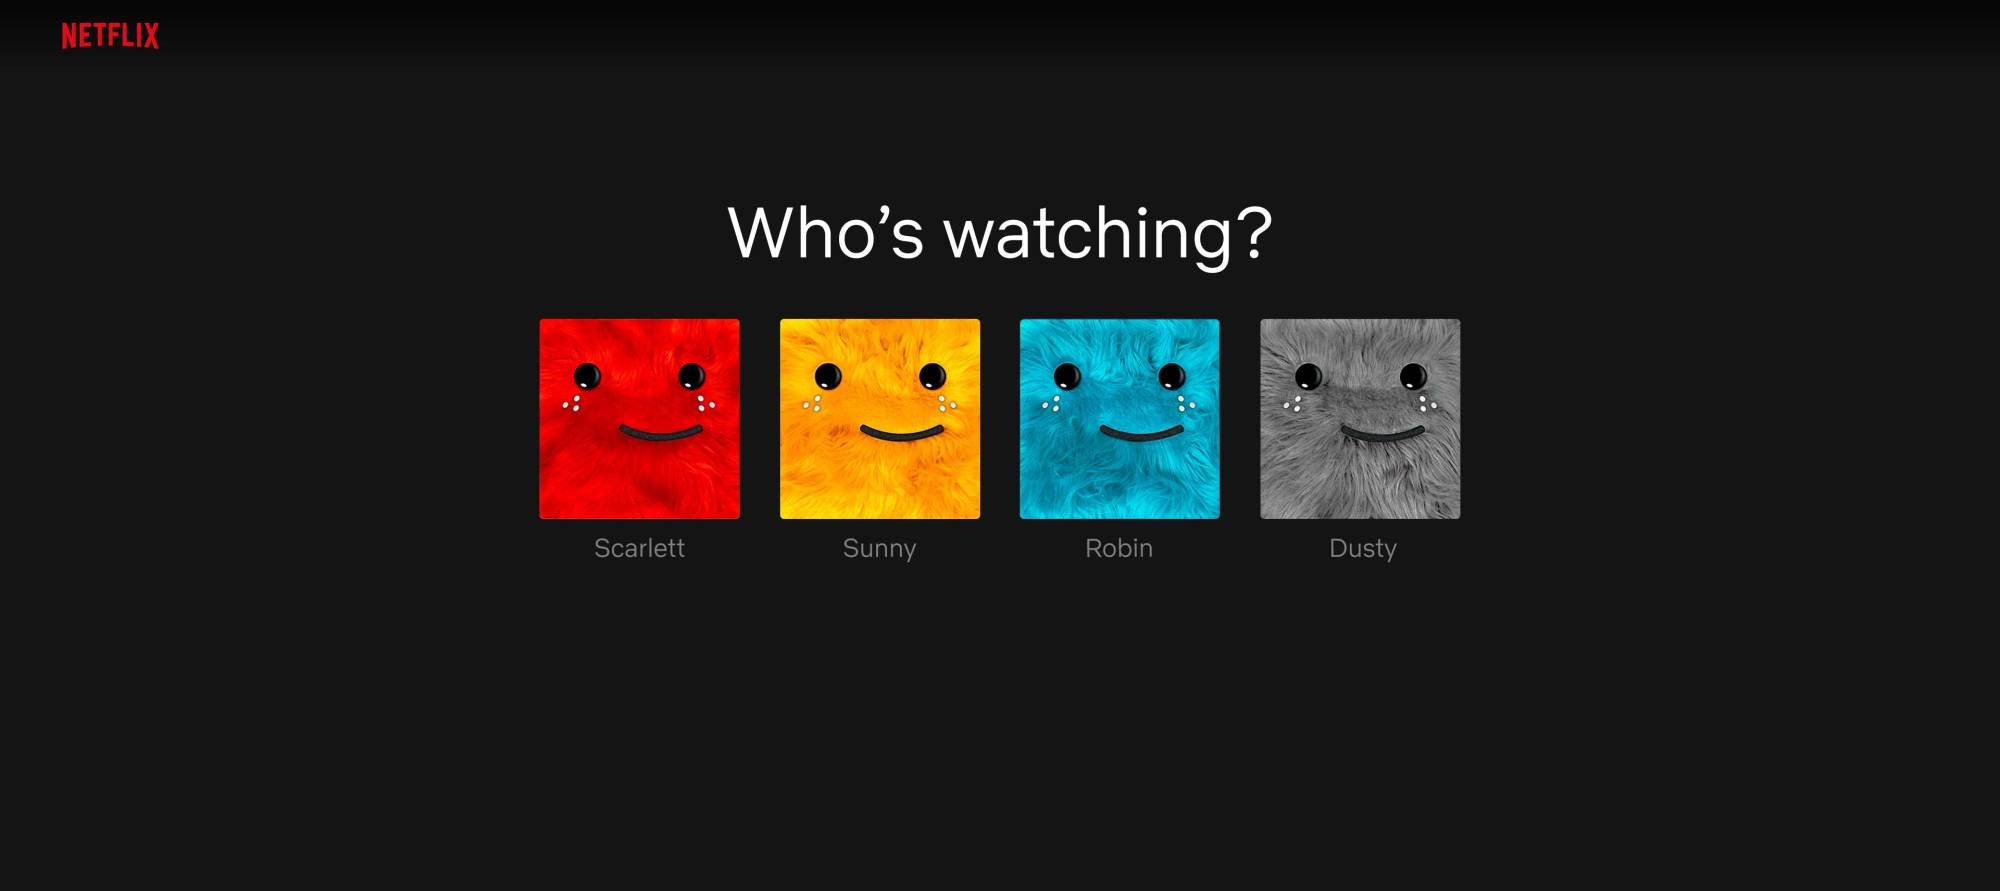 NETFLIX
Who’s watching?
Scarlett
Sunny
Robin
Dusty